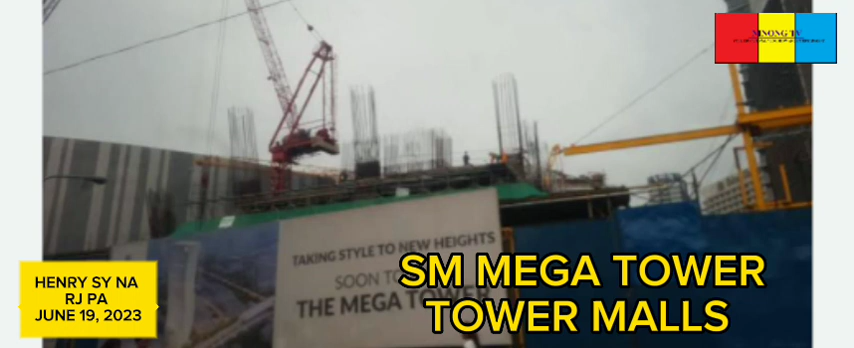 NNONG TV
TAKING STYLE TO NEW HEIGHTS
SOON TO
THE MEGA TOWER
SM MEGA TOWER
TOWER MALLS
HENRY SY NA
RJ PA
JUNE 19, 2023